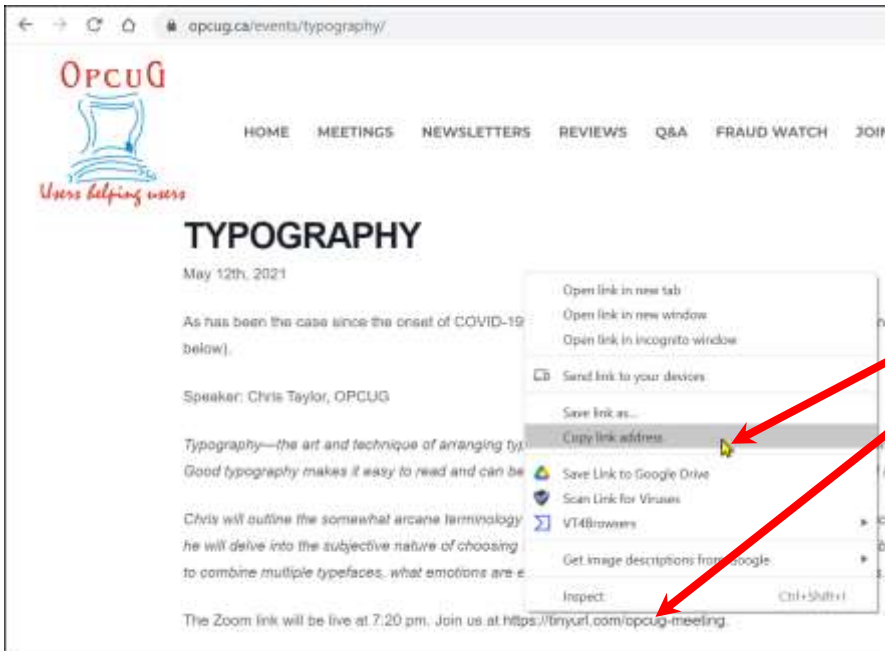 opcug.ca/events/typography/
OPCUG
Users helping users
HOME MEETINGS NEWSLETTERS REVIEWS Q&A FRAUD WATCH
TYPOGRAPHY
May 12th, 2021
As has been the case since the onset of COVID-19
below).
Speaker: Chris Taylor, OPCUG
Typography—the art and technique of arranging
Good typography makes it easy to read and can be
Chris will outline the somewhat arcane terminology
he will delve into the subjective nature of choosing
to combine multiple typefaces, what emotions are
The Zoom link will be live at 7:20 pm. Join us at https://tinyurl.com/opcug-meeting.
Open link in new tab
Open link in new window
Open link in incognito window
Send link to your devices
Save link as...
Copy link address
Save Link to Google Drive
Scan Link for Viruses
VT4Browsers
Get image descriptions from Google
Inspect Ctrl+Shift+I